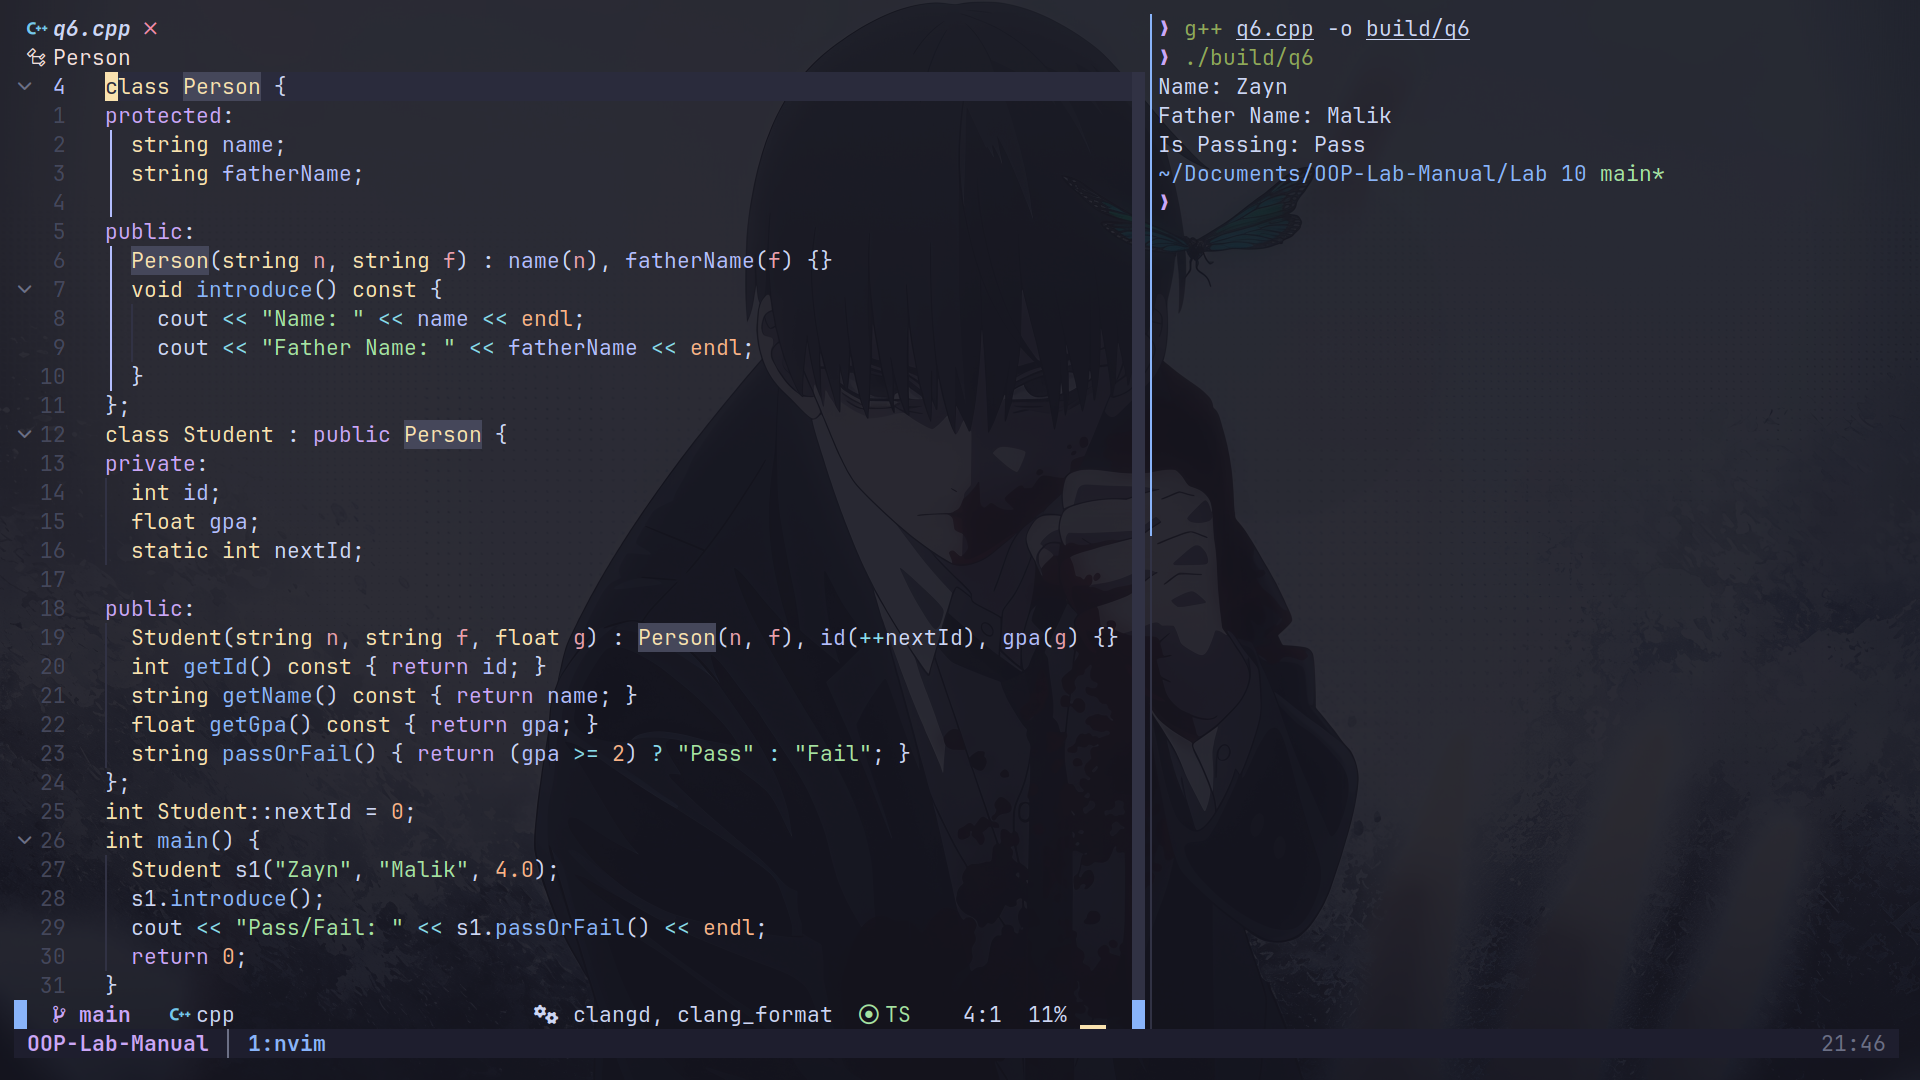 C++ q6.cpp ×
Person
4 class Person {
1 protected:
2 string name;
3 string fatherName;
4
5 public:
6 Person(string n, string f) : name(n), fatherName(f) {}
7 void introduce() const {
8 cout << "Name: " << name << endl;
9 cout << "Father Name: " << fatherName << endl;
10 }
11 };
12 class Student : public Person {
13 private:
14 int id;
15 float gpa;
16 static int nextId;
17
18 public:
19 Student(string n, string f, float g) : Person(n, f), id(++nextId), gpa(g) {}
20 int getId() const { return id; }
21 string getName() const { return name; }
22 float getGpa() const { return gpa; }
23 string passOrFail() { return (gpa >= 2) ? "Pass" : "Fail"; }
24 };
25 int Student::nextId = 0;
26 int main() {
27 Student s1("Zayn", "Malik", 4.0);
28 s1.introduce();
29 cout << "Pass/Fail: " << s1.passOrFail() << endl;
30 return 0;
31 }
main C++ cpp clangd, clang_format TS 4:1 11%
❱ g++ q6.cpp -o build/q6
❱ ./build/q6
Name: Zayn
Father Name: Malik
Is Passing: Pass
~/Documents/OOP-Lab-Manual/Lab 10 main*
❱
OOP-Lab-Manual 1:nvim 21:46